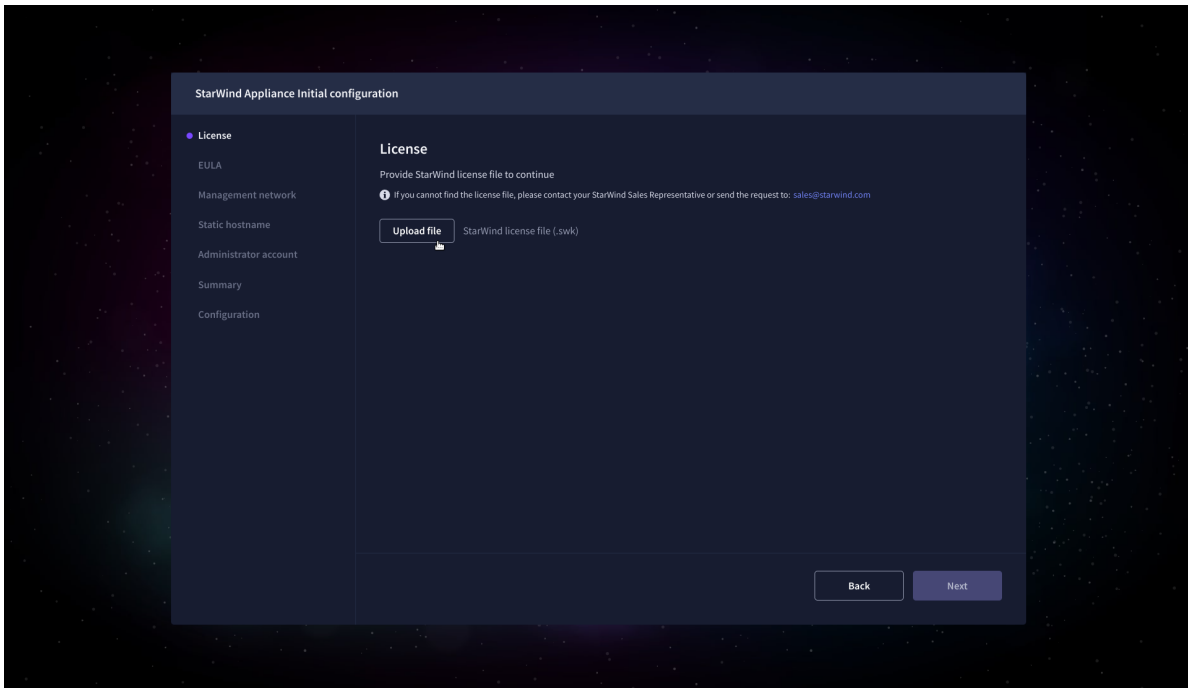 StarWind Appliance Initial configuration
License
EULA
Management network
Static hostname
Administrator account
Summary
Configuration
License
Provide StarWind license file to continue
If you cannot find the license file, please contact your StarWind Sales Representative or send the request to: sales@starwind.com
Upload file StarWind license file (.swk)
Back Next